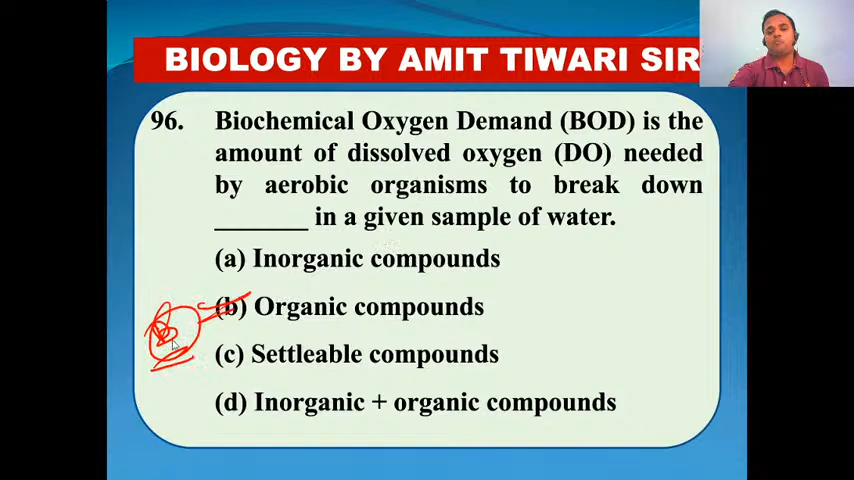 BIOLOGY BY AMIT TIWARI SIR
96. Biochemical Oxygen Demand (BOD) is the
amount of dissolved oxygen (DO) needed
by aerobic organisms to break down
_______ in a given sample of water.
(a) Inorganic compounds
(b) Organic compounds
(c) Settleable compounds
(d) Inorganic + organic compounds